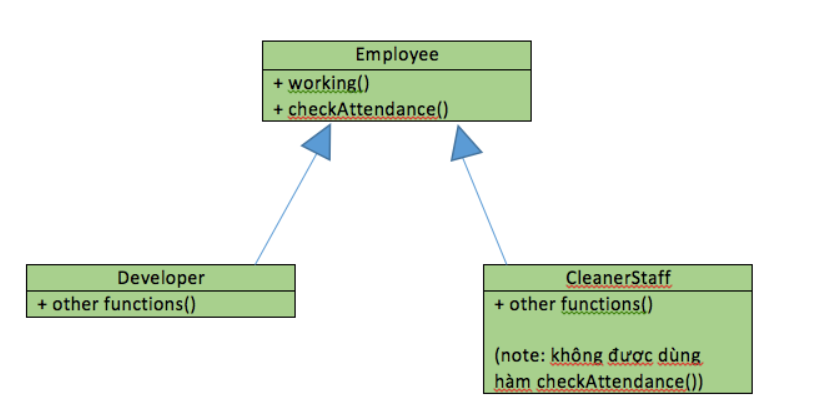 Employee
+ working()
+ checkAttendance()
Developer
+ other functions()
CleanerStaff
+ other functions()
(note: không được dùng
hàm checkAttendance())